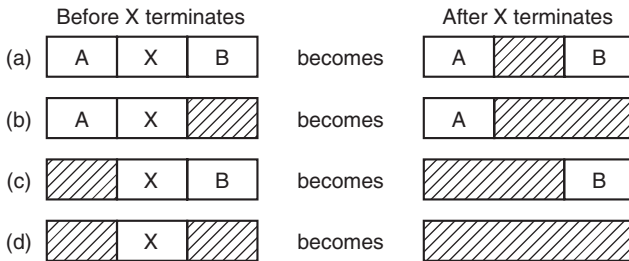 Before X terminates After X terminates
(a) A X B becomes A B
(b) A X becomes A
(c) X B becomes B
(d) X becomes